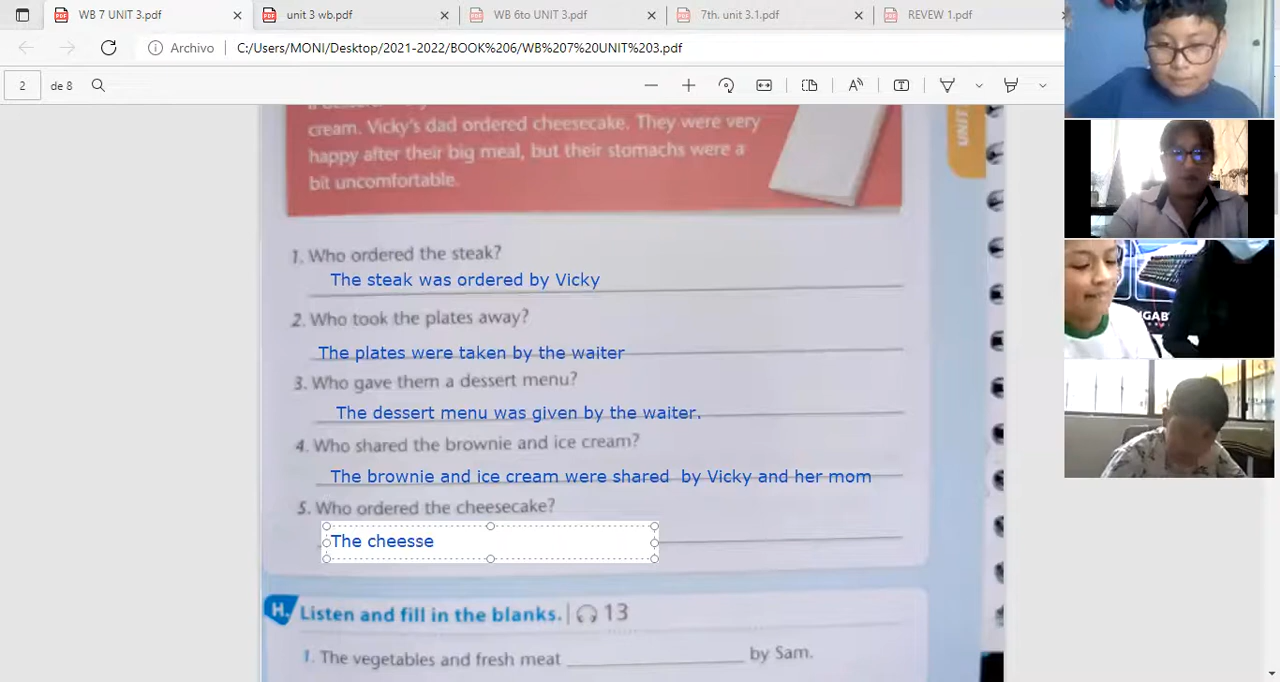 WB 7 UNIT 3.pdf
unit 3 wb.pdf
WB 6to UNIT 3.pdf
7th. unit 3.1.pdf
REVEW 1.pdf
Archivo
C:/Users/MONI/Desktop/2021-2022/BOOK%206/WB%207%20UNIT%203.pdf
2 de 8
cream. Vicky's dad ordered cheesecake. They were very
happy after their big meal, but their stomachs were a
bit uncomfortable.
UNIT
1. Who ordered the steak?
The steak was ordered by Vicky
2. Who took the plates away?
The plates were taken by the waiter
3. Who gave them a dessert menu?
The dessert menu was given by the waiter.
4. Who shared the brownie and ice cream?
The brownie and ice cream were shared by Vicky and her mom
5. Who ordered the cheesecake?
The cheesse
H. Listen and fill in the blanks. | 13
1. The vegetables and fresh meat ____________ by Sam.